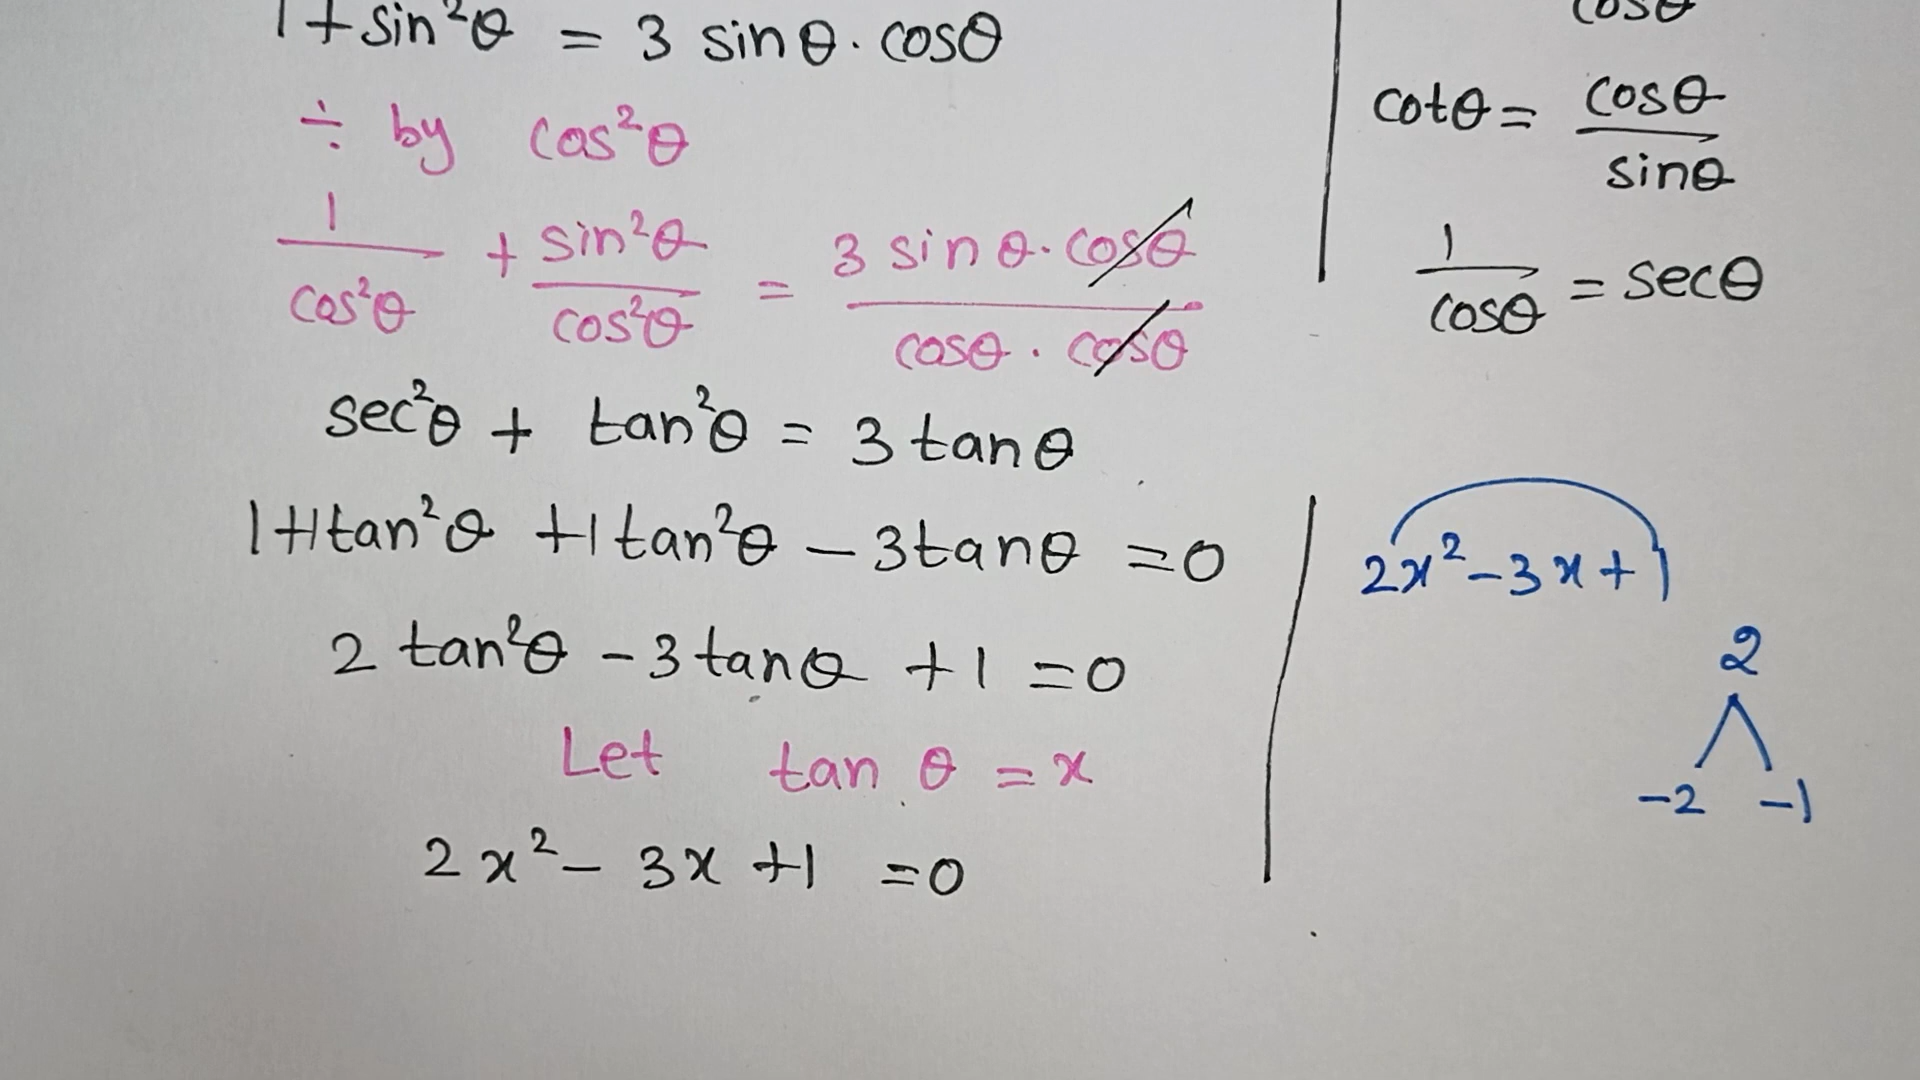 1 + sin²θ = 3 sinθ · cosθ
÷ by cos²θ
1/cos²θ + sin²θ/cos²θ = 3 sinθ · cosθ / cosθ · cosθ
sec²θ + tan²θ = 3 tanθ
1+1tan²θ +1 tan²θ − 3tanθ = 0
2 tan²θ − 3 tanθ + 1 = 0
Let tan θ = x
2x² − 3x + 1 = 0
cosθ
cotθ = cosθ/sinθ
1/cosθ = secθ
2x² − 3x + 1
2
−2 −1